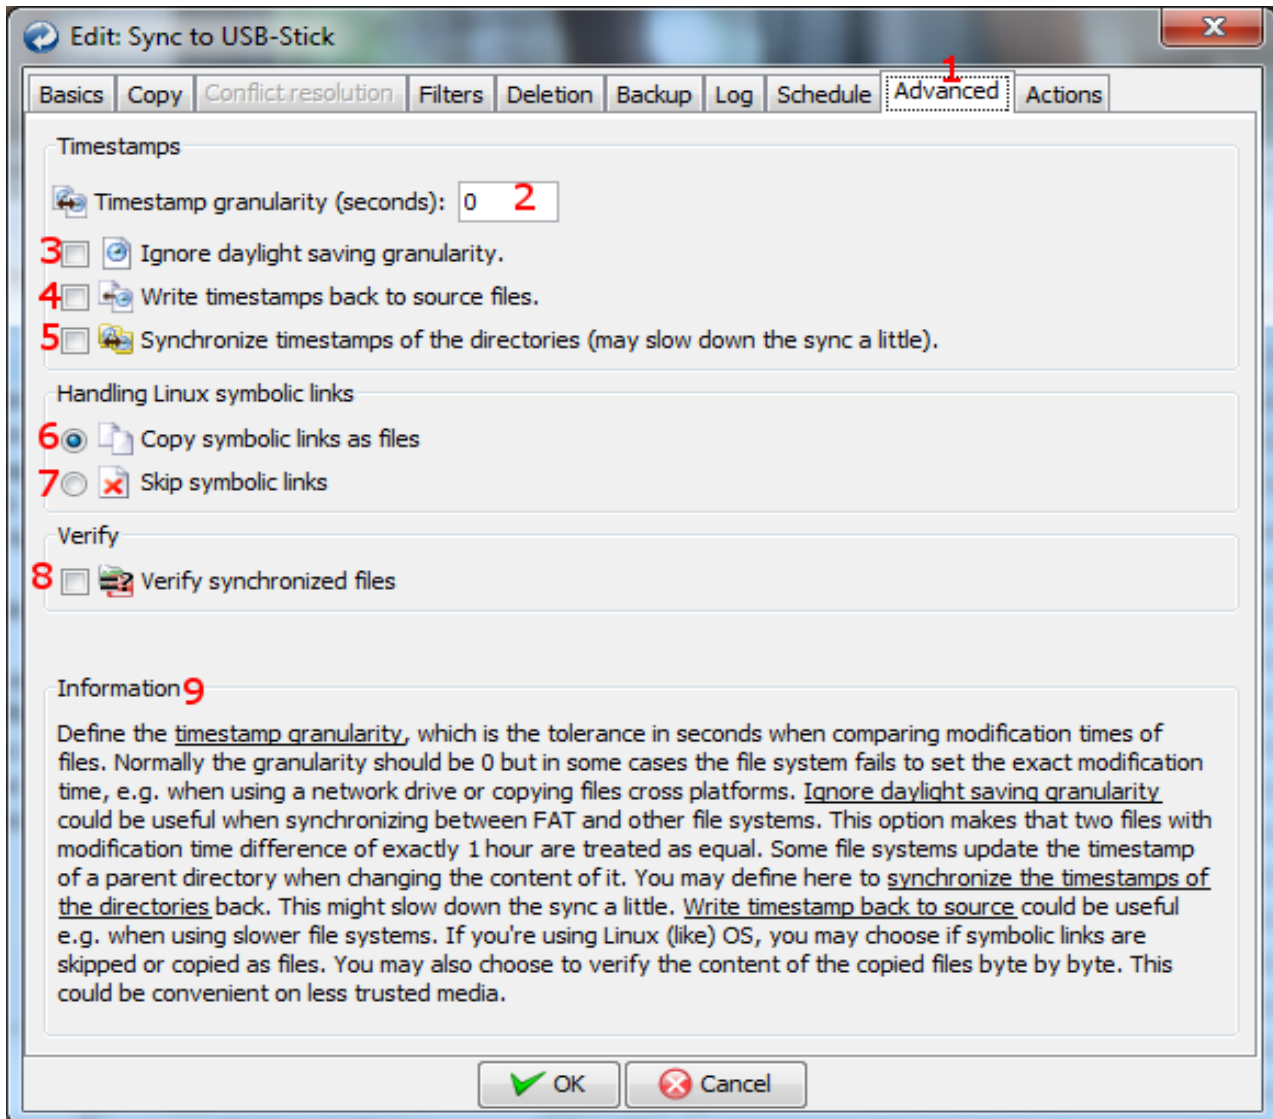 Edit: Sync to USB-Stick
1
Basics Copy Conflict resolution Filters Deletion Backup Log Schedule Advanced Actions
Timestamps
Timestamp granularity (seconds): 0 2
3 Ignore daylight saving granularity.
4 Write timestamps back to source files.
5 Synchronize timestamps of the directories (may slow down the sync a little).
Handling Linux symbolic links
6 Copy symbolic links as files
7 Skip symbolic links
Verify
8 Verify synchronized files
Information 9
Define the timestamp granularity, which is the tolerance in seconds when comparing modification times of
files. Normally the granularity should be 0 but in some cases the file system fails to set the exact modification
time, e.g. when using a network drive or copying files cross platforms. Ignore daylight saving granularity
could be useful when synchronizing between FAT and other file systems. This option makes that two files with
modification time difference of exactly 1 hour are treated as equal. Some file systems update the timestamp
of a parent directory when changing the content of it. You may define here to synchronize the timestamps of
the directories back. This might slow down the sync a little. Write timestamp back to source could be useful
e.g. when using slower file systems. If you're using Linux (like) OS, you may choose if symbolic links are
skipped or copied as files. You may also choose to verify the content of the copied files byte by byte. This
could be convenient on less trusted media.
OK Cancel